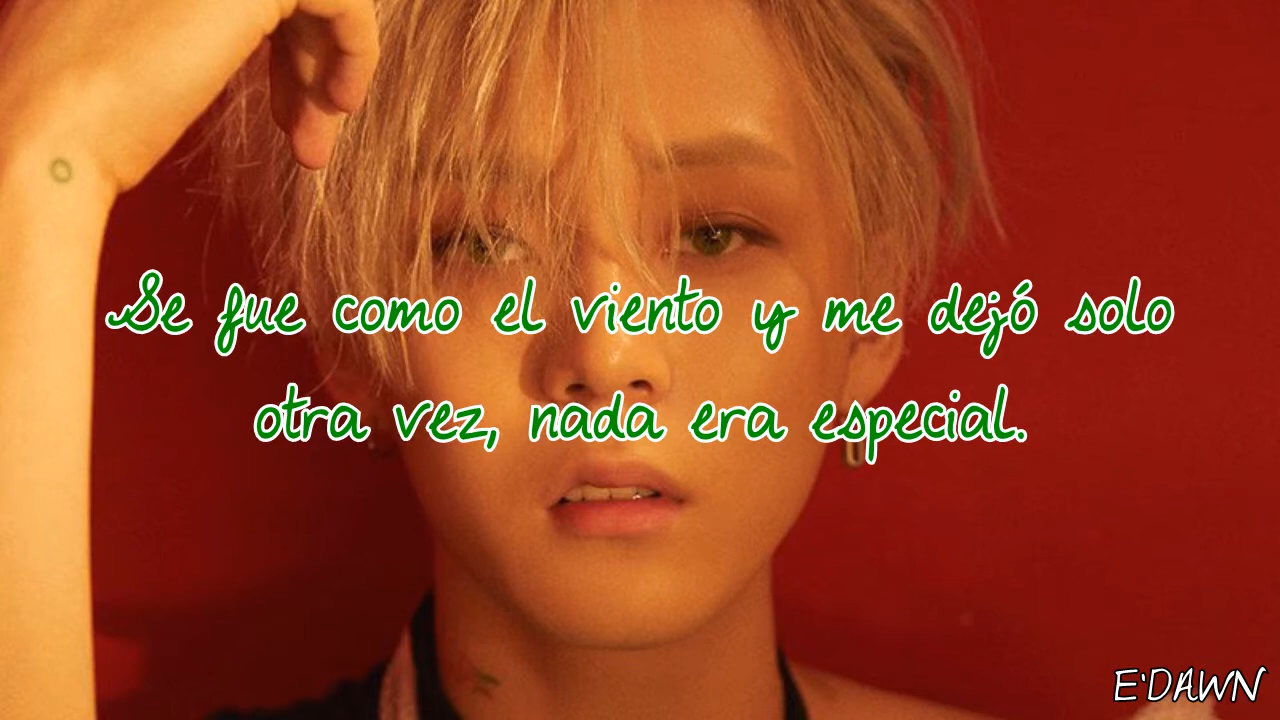 Se fue como el viento y me dejó solo
otra vez, nada era especial.
E'DAWN